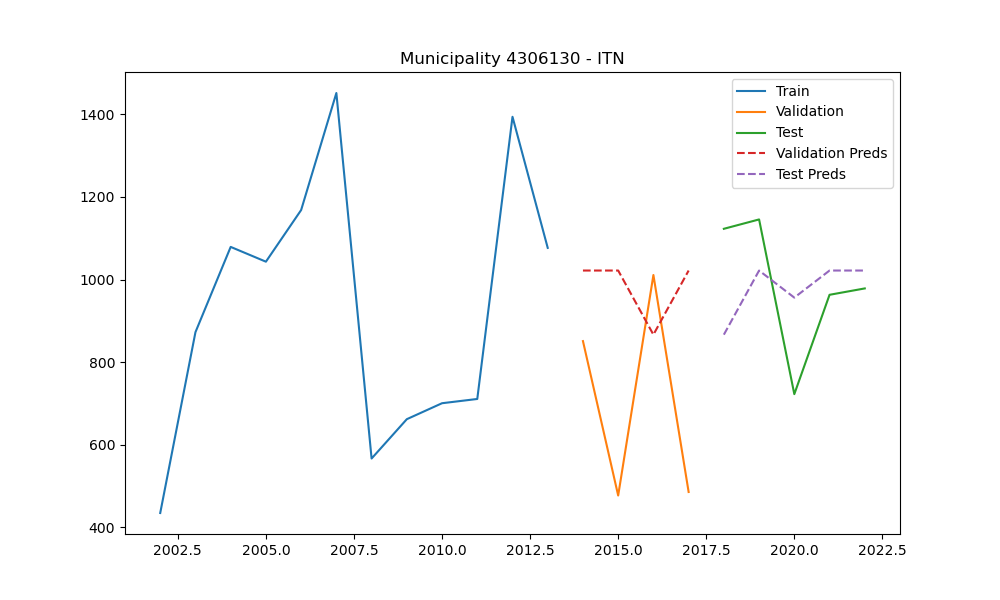 Municipality 4306130 - ITN
Train
Validation
Test
Validation Preds
Test Preds
1400
1200
1000
800
600
400
2002.5 2005.0 2007.5 2010.0 2012.5 2015.0 2017.5 2020.0 2022.5